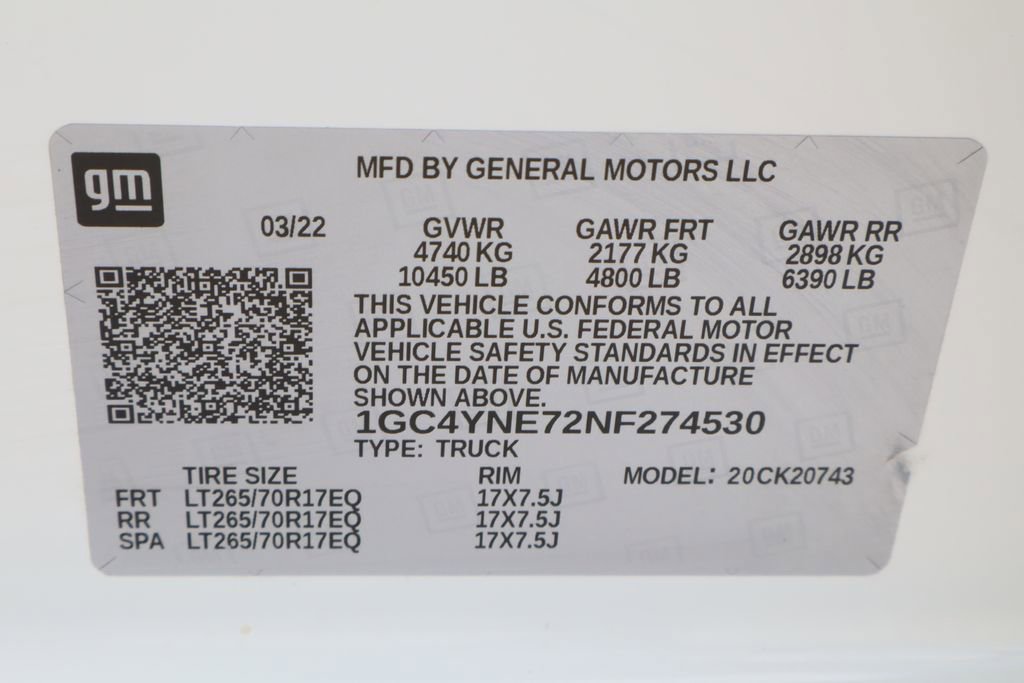 gm
MFD BY GENERAL MOTORS LLC
03/22 GVWR GAWR FRT GAWR RR
4740 KG 2177 KG 2898 KG
10450 LB 4800 LB 6390 LB
THIS VEHICLE CONFORMS TO ALL
APPLICABLE U.S. FEDERAL MOTOR
VEHICLE SAFETY STANDARDS IN EFFECT
ON THE DATE OF MANUFACTURE
SHOWN ABOVE.
1GC4YNE72NF274530
TYPE: TRUCK
TIRE SIZE RIM MODEL: 20CK20743
FRT LT265/70R17EQ 17X7.5J
RR LT265/70R17EQ 17X7.5J
SPA LT265/70R17EQ 17X7.5J